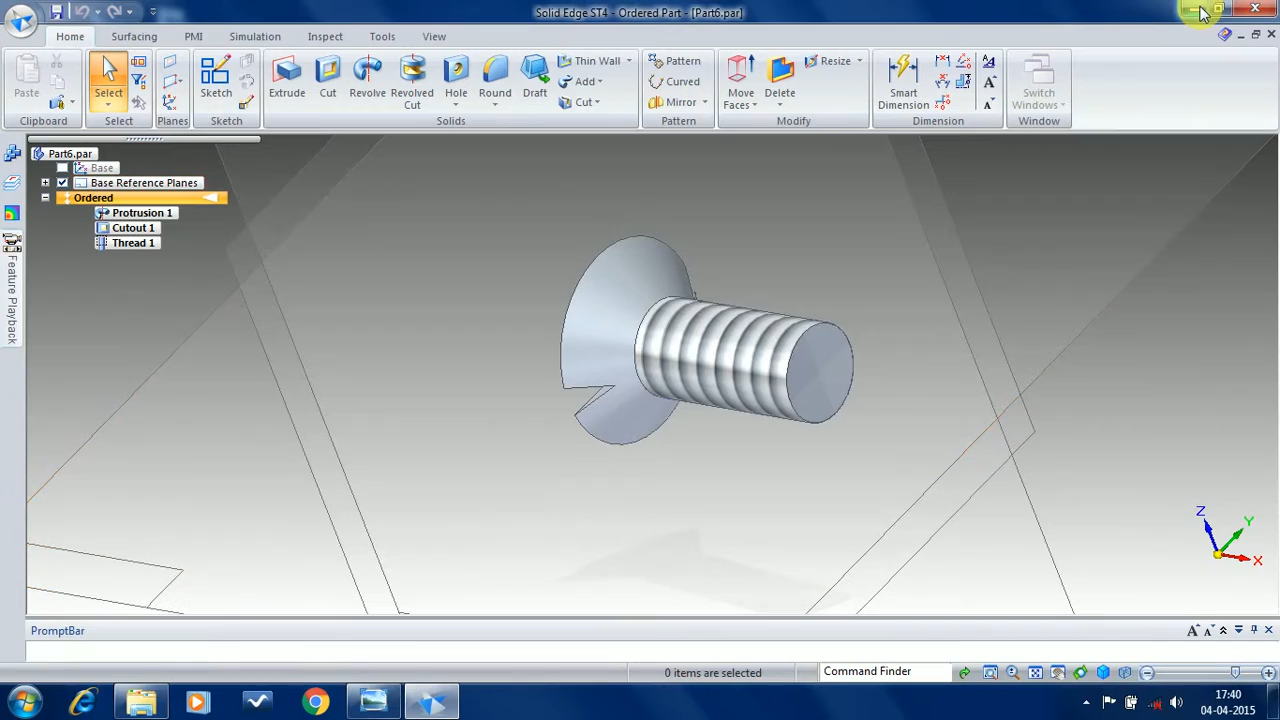 Solid Edge ST4 - Ordered Part - [Part6.par]
Home Surfacing PMI Simulation Inspect Tools View
Paste
Clipboard
Select
Select
Planes
Sketch
Sketch
Extrude Cut Revolve Revolved Cut Hole Round Draft
Thin Wall
Add
Cut
Solids
Pattern
Curved
Mirror
Pattern
Move Faces
Delete
Resize
Modify
Smart Dimension
Dimension
Switch Windows
Window
Part6.par
Base
Base Reference Planes
Ordered
Protrusion 1
Cutout 1
Thread 1
Feature Playback
Z
Y
X
PromptBar
0 items are selected
Command Finder
17:40
04-04-2015